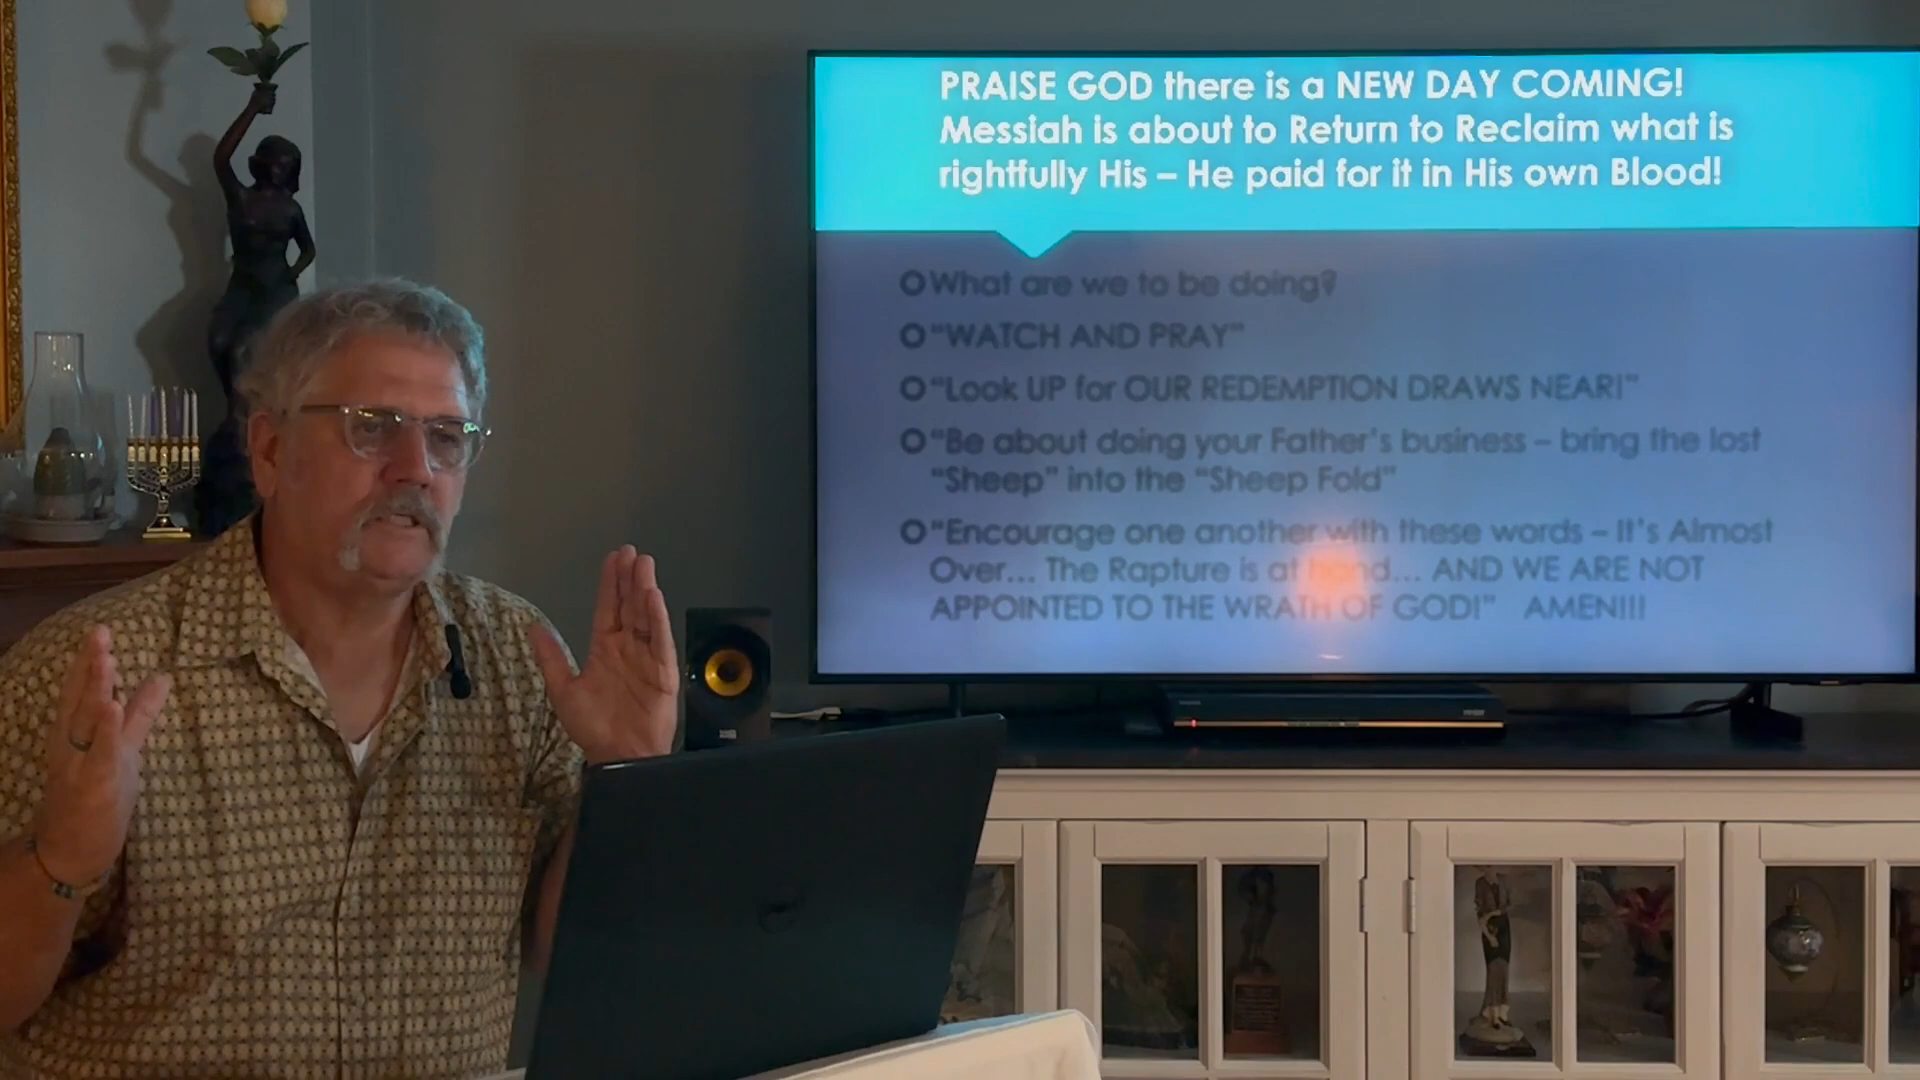 PRAISE GOD there is a NEW DAY COMING!
Messiah is about to Return to Reclaim what is
rightfully His – He paid for it in His own Blood!
What are we to be doing?
“WATCH AND PRAY”
“Look UP for OUR REDEMPTION DRAWS NEAR!”
“Be about doing your Father’s business – bring the lost
“Sheep” into the “Sheep Fold”
“Encourage one another with these words – It’s Almost
Over... The Rapture is at hand... AND WE ARE NOT
APPOINTED TO THE WRATH OF GOD!” AMEN!!!